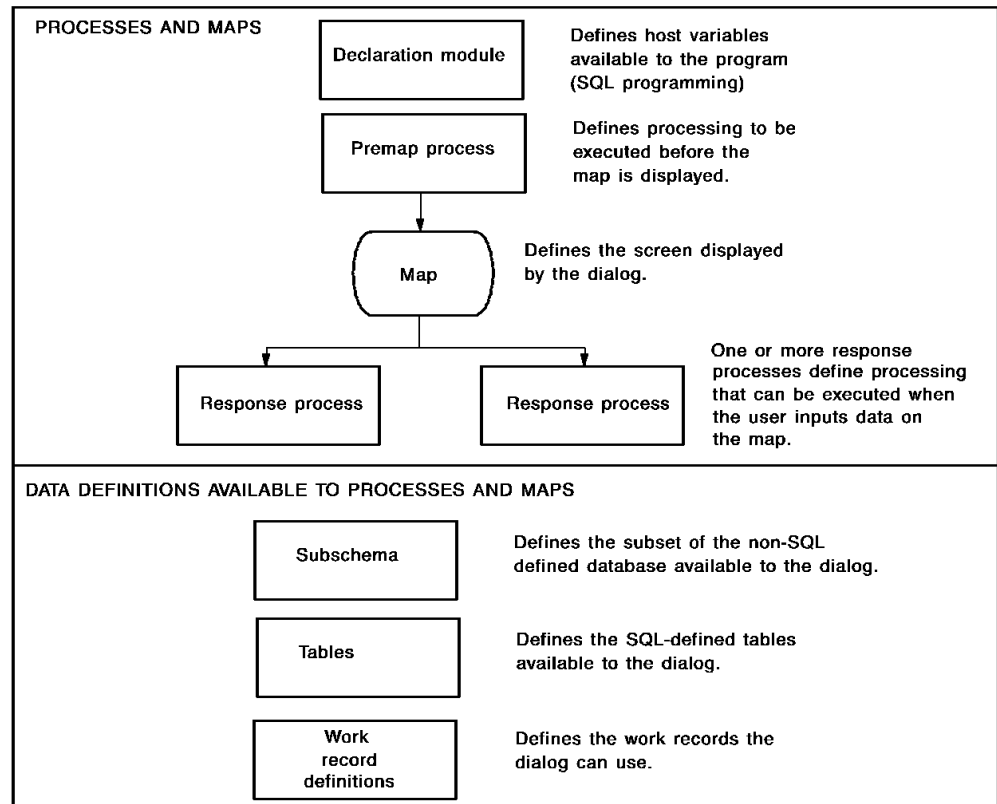 PROCESSES AND MAPS
Declaration module
Defines host variables
available to the program
(SQL programming)
Premap process
Defines processing to be
executed before the
map is displayed.
Map
Defines the screen displayed
by the dialog.
Response process
Response process
One or more response
processes define processing
that can be executed when
the user inputs data on
the map.
DATA DEFINITIONS AVAILABLE TO PROCESSES AND MAPS
Subschema
Defines the subset of the non-SQL
defined database available to the dialog.
Tables
Defines the SQL-defined tables
available to the dialog.
Work
record
definitions
Defines the work records the
dialog can use.